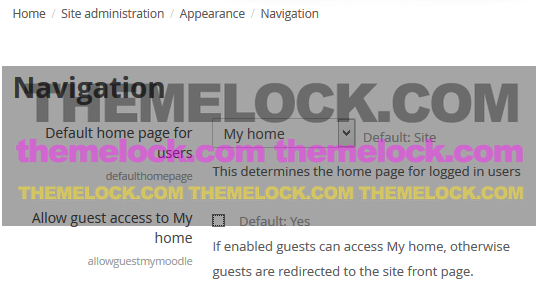 Home / Site administration / Appearance / Navigation
THEMELOCK.COM
Navigation
Default home page for users
My home
Default: Site
themelock.com themelock.com
defaulthomepage
This determines the home page for logged in users
THEMELOCK.COM THEMELOCK.COM THEMELOCK.COM
Allow guest access to My home
Default: Yes
allowguestmymoodle
If enabled guests can access My home, otherwise
guests are redirected to the site front page.